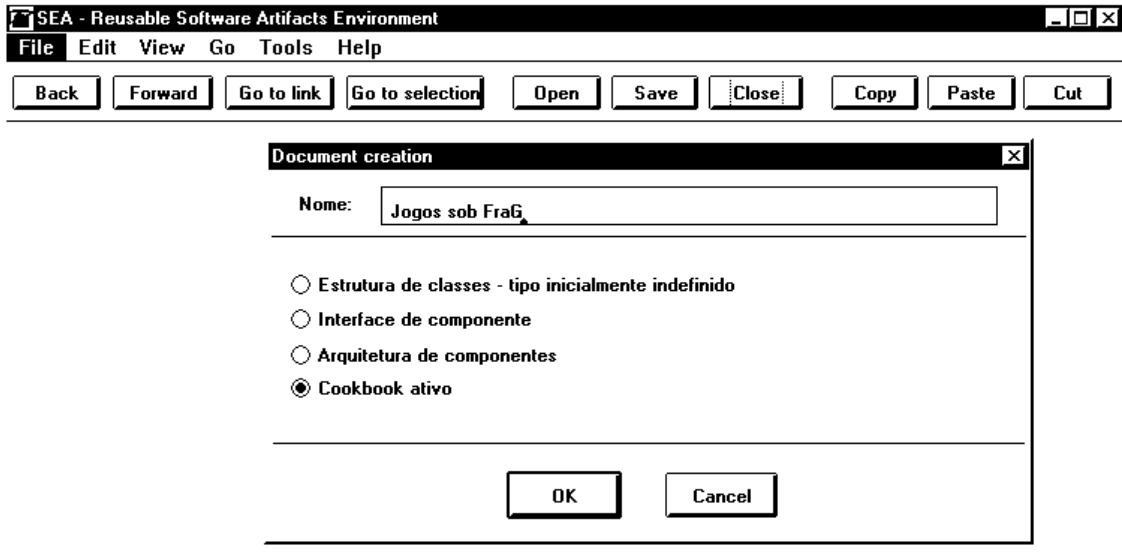 SEA - Reusable Software Artifacts Environment
File Edit View Go Tools Help
Back Forward Go to link Go to selection Open Save Close Copy Paste Cut
Document creation
Nome: Jogos sob FraG
Estrutura de classes - tipo inicialmente indefinido
Interface de componente
Arquitetura de componentes
Cookbook ativo
OK Cancel